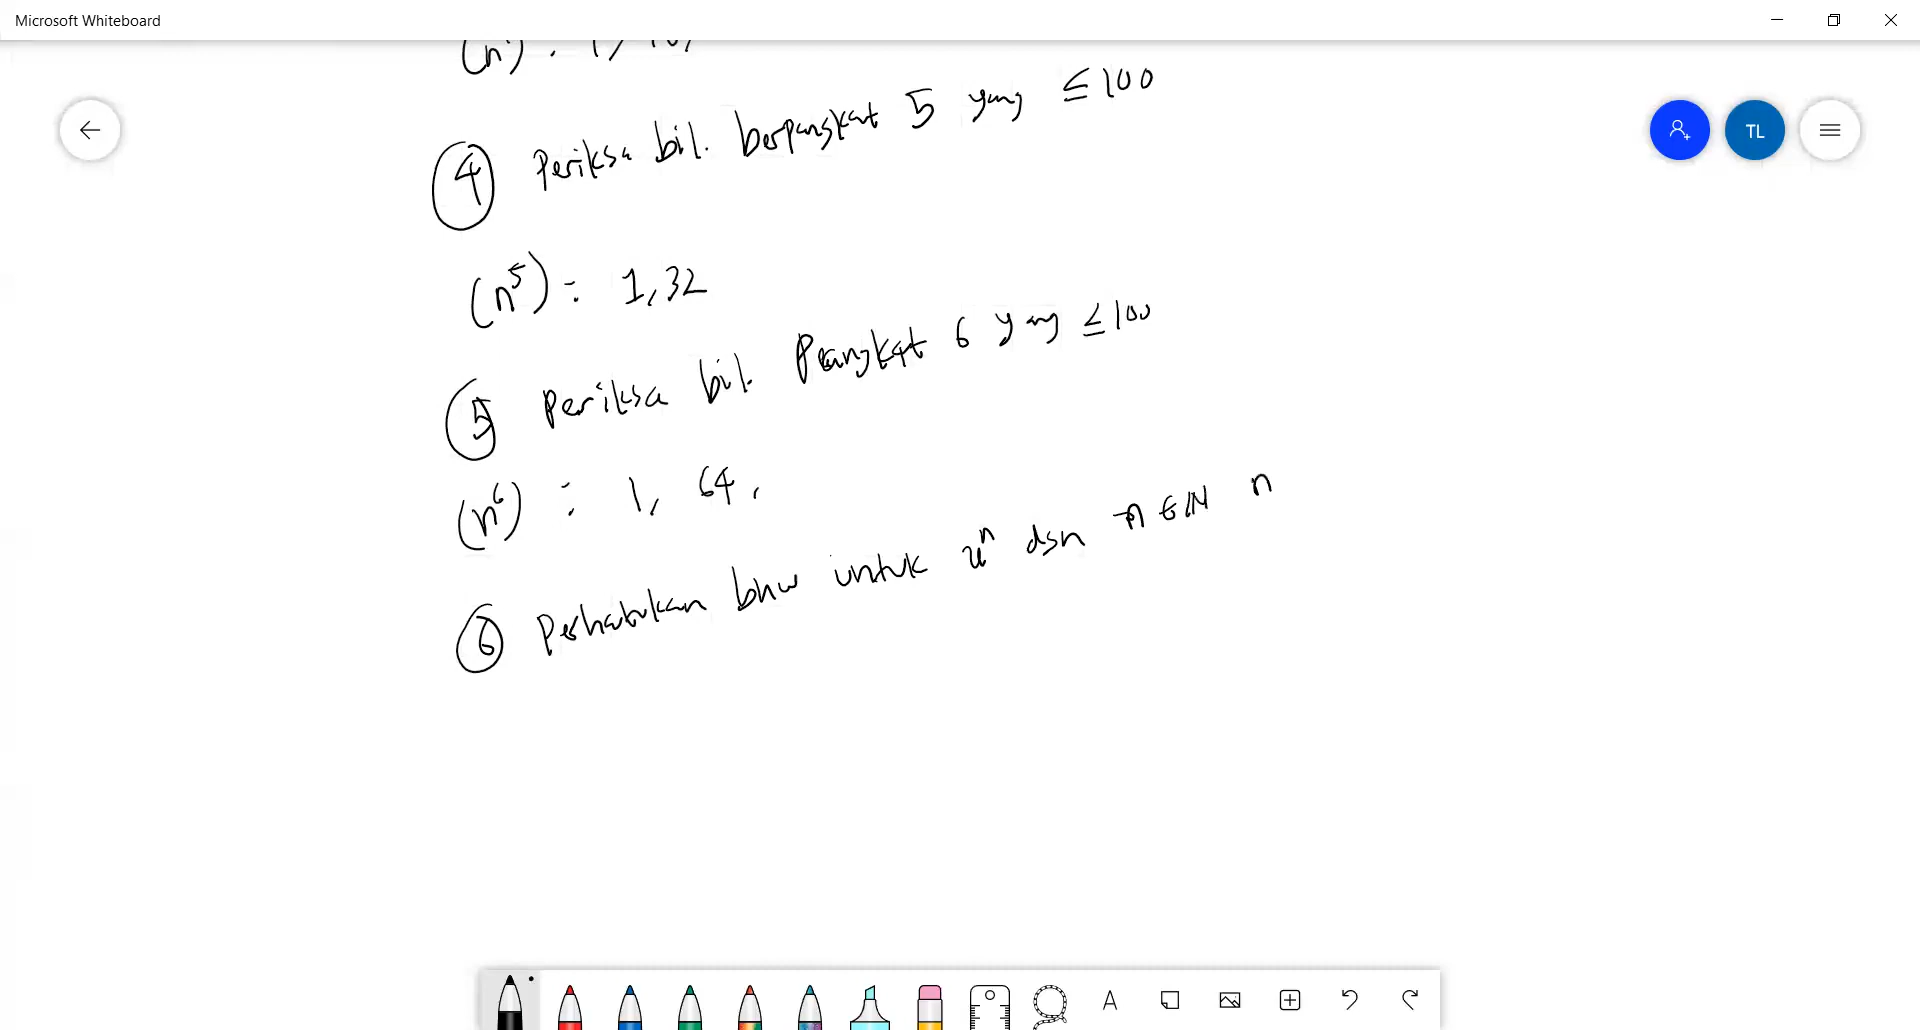 Microsoft Whiteboard
④ Periksa bil. berpangkat 5 yang ≤ 100
(n⁵) : 1, 32
⑤ Periksa bil. Pangkat 6 yang ≤ 100
(n⁶) : 1, 64,
⑥ Perhatikan bhw untuk xⁿ dgn n ∈ ℕ n
TL